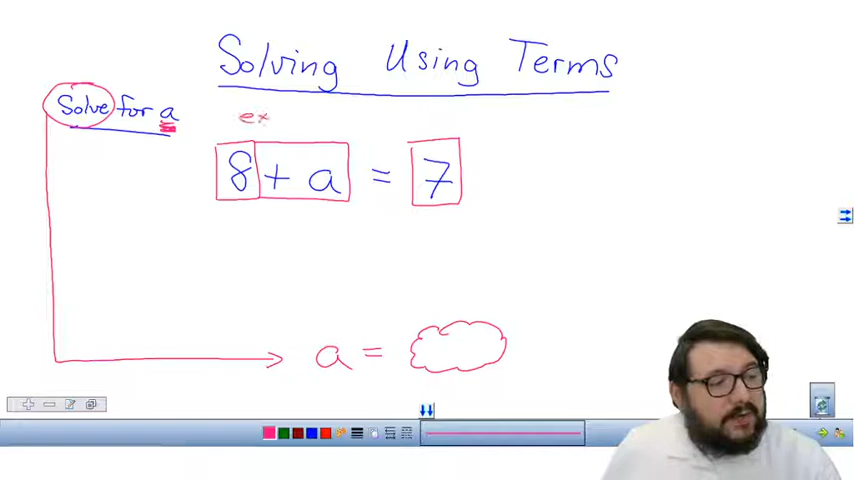 Solving Using Terms
Solve for a
ex
8 + a = 7
a =